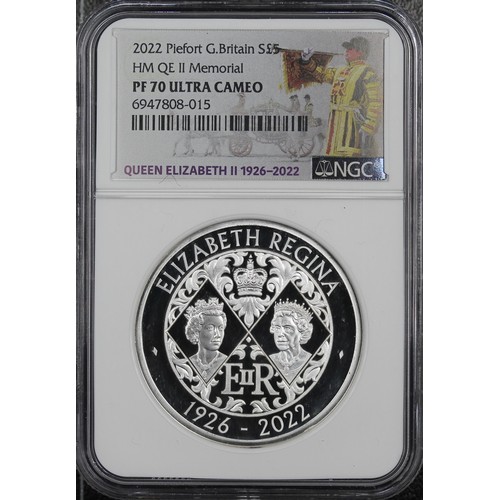 2022 Piefort G.Britain S£5
HM QE II Memorial
PF 70 ULTRA CAMEO
6947808-015
QUEEN ELIZABETH II 1926-2022
NGC
ELIZABETH REGINA
EIIR
1926 - 2022